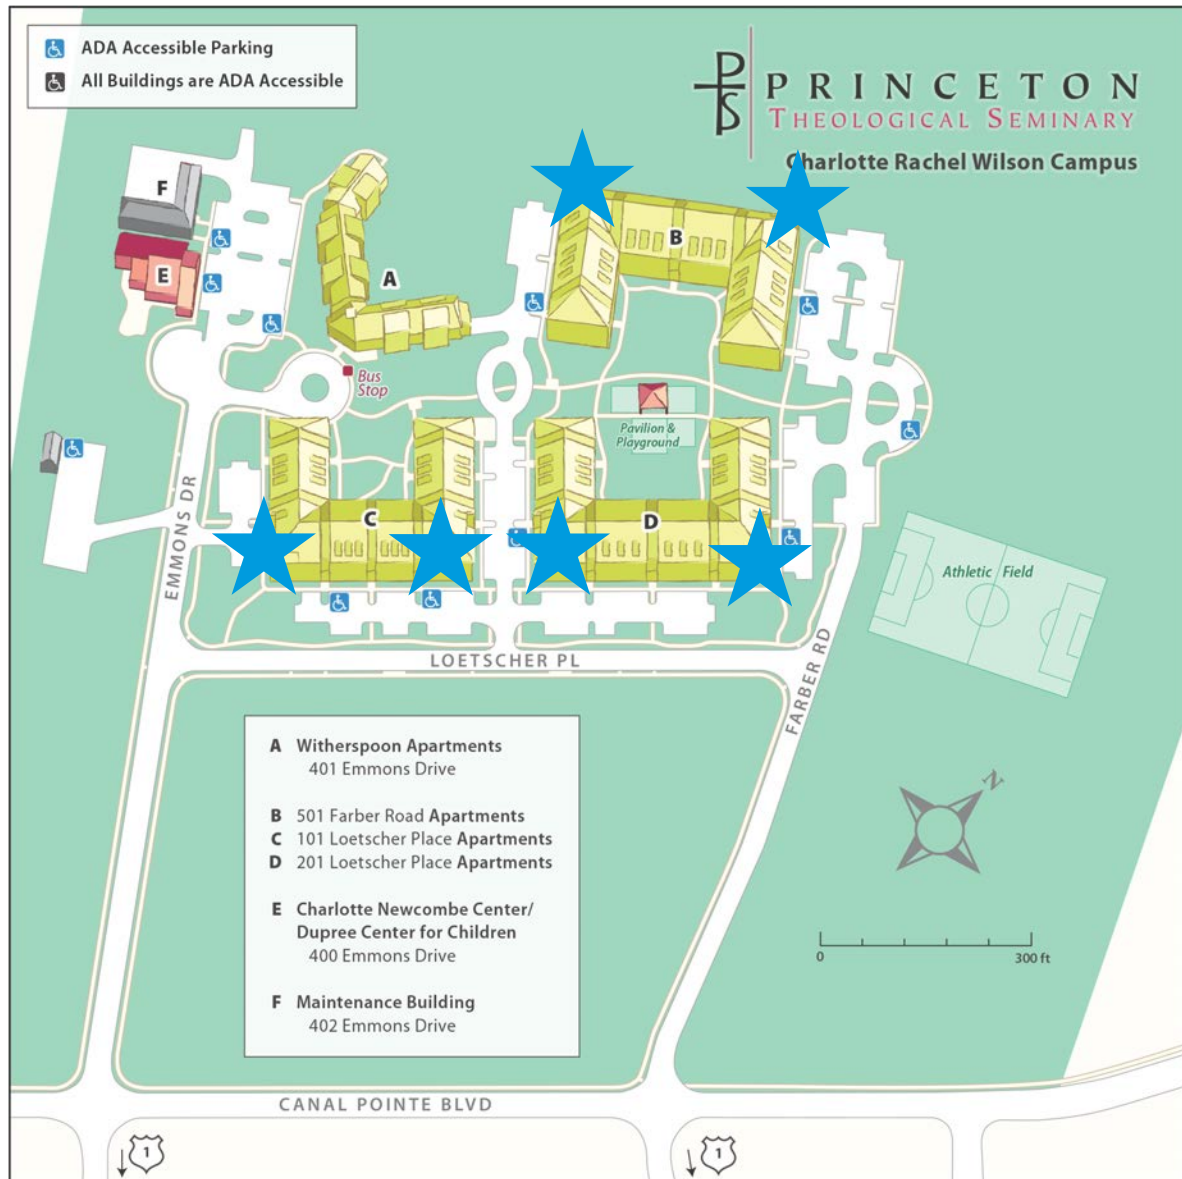 ADA Accessible Parking
All Buildings are ADA Accessible
PRINCETON
THEOLOGICAL SEMINARY
Charlotte Rachel Wilson Campus
F
E
A
B
Bus
Stop
Pavilion &
Playground
C
D
EMMONS DR
Athletic Field
LOETSCHER PL
FARBER RD
A Witherspoon Apartments
401 Emmons Drive
B 501 Farber Road Apartments
C 101 Loetscher Place Apartments
D 201 Loetscher Place Apartments
E Charlotte Newcombe Center/
Dupree Center for Children
400 Emmons Drive
F Maintenance Building
402 Emmons Drive
N
0 300 ft
CANAL POINTE BLVD
1
1